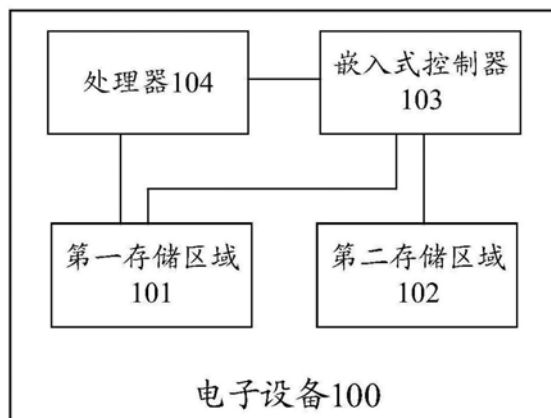 处理器104
嵌入式控制器
103
第一存储区域
101
第二存储区域
102
电子设备100